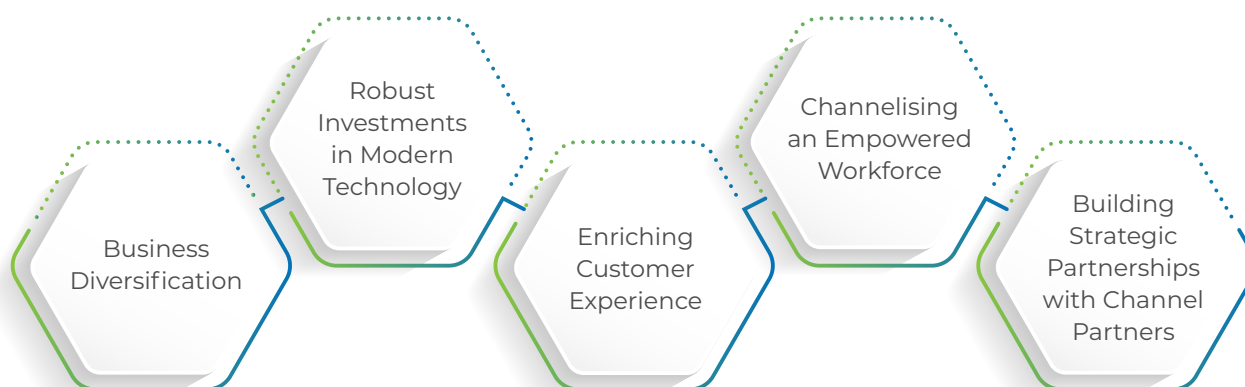 Business
Diversification
Robust
Investments
in Modern
Technology
Enriching
Customer
Experience
Channelising
an Empowered
Workforce
Building
Strategic
Partnerships
with Channel
Partners